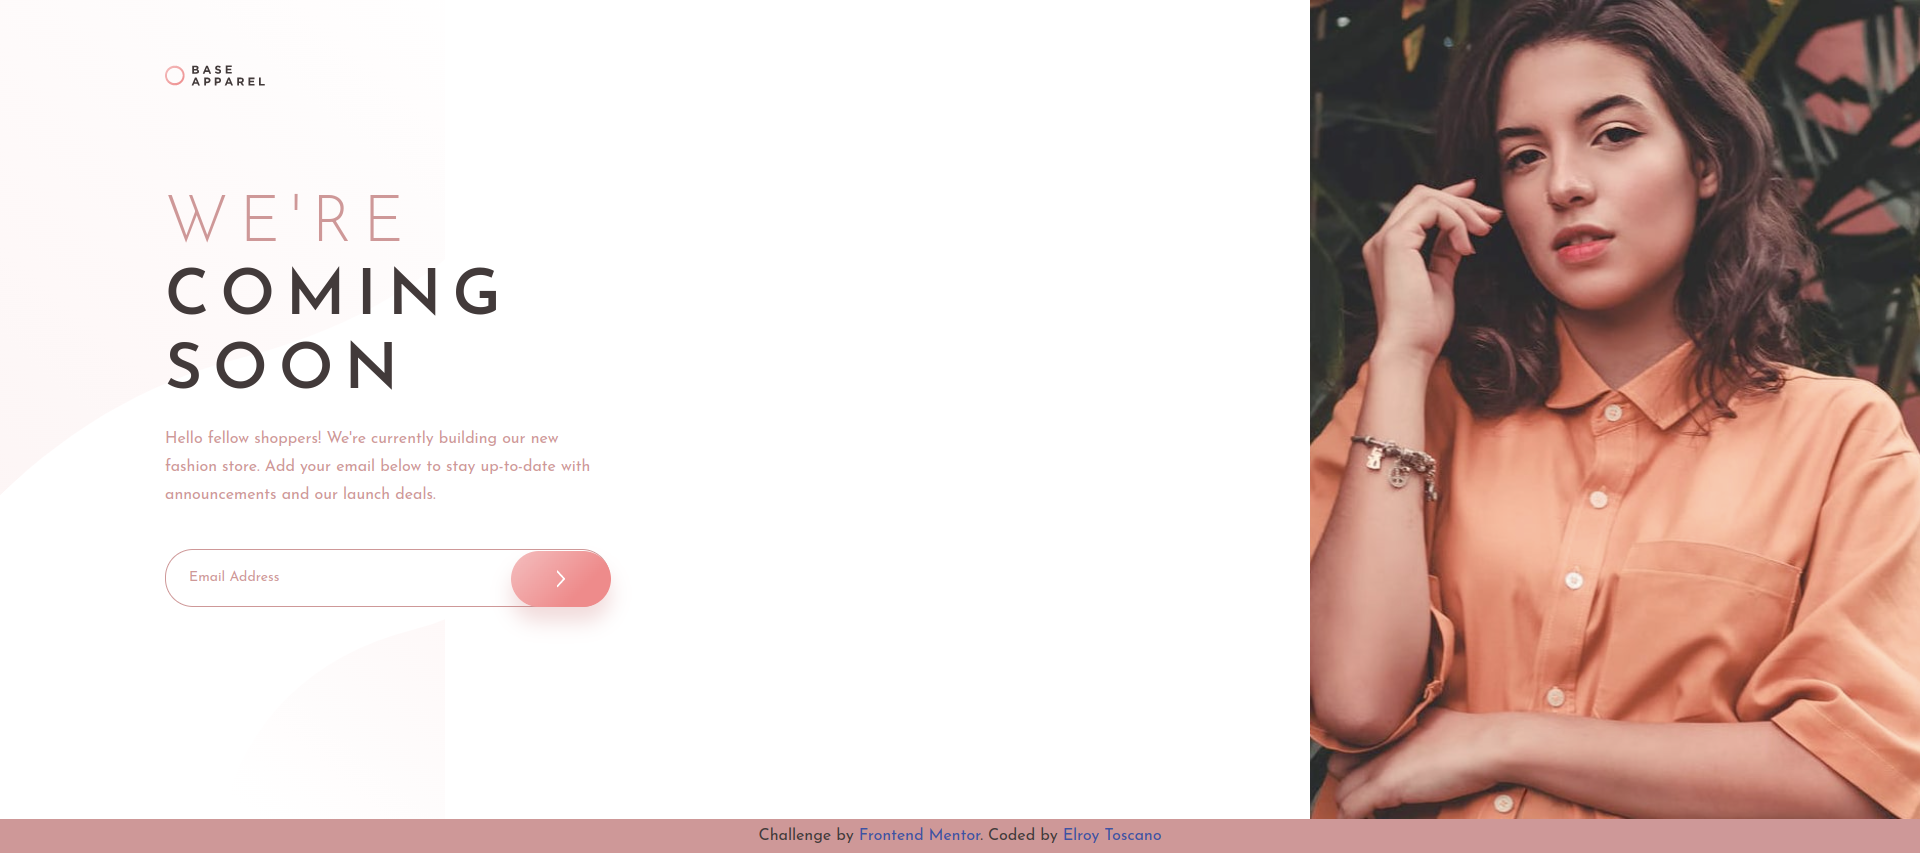 BASE
APPAREL
WE'RE
COMING
SOON
Hello fellow shoppers! We're currently building our new
fashion store. Add your email below to stay up-to-date with
announcements and our launch deals.
Email Address
Challenge by Frontend Mentor. Coded by Elroy Toscano